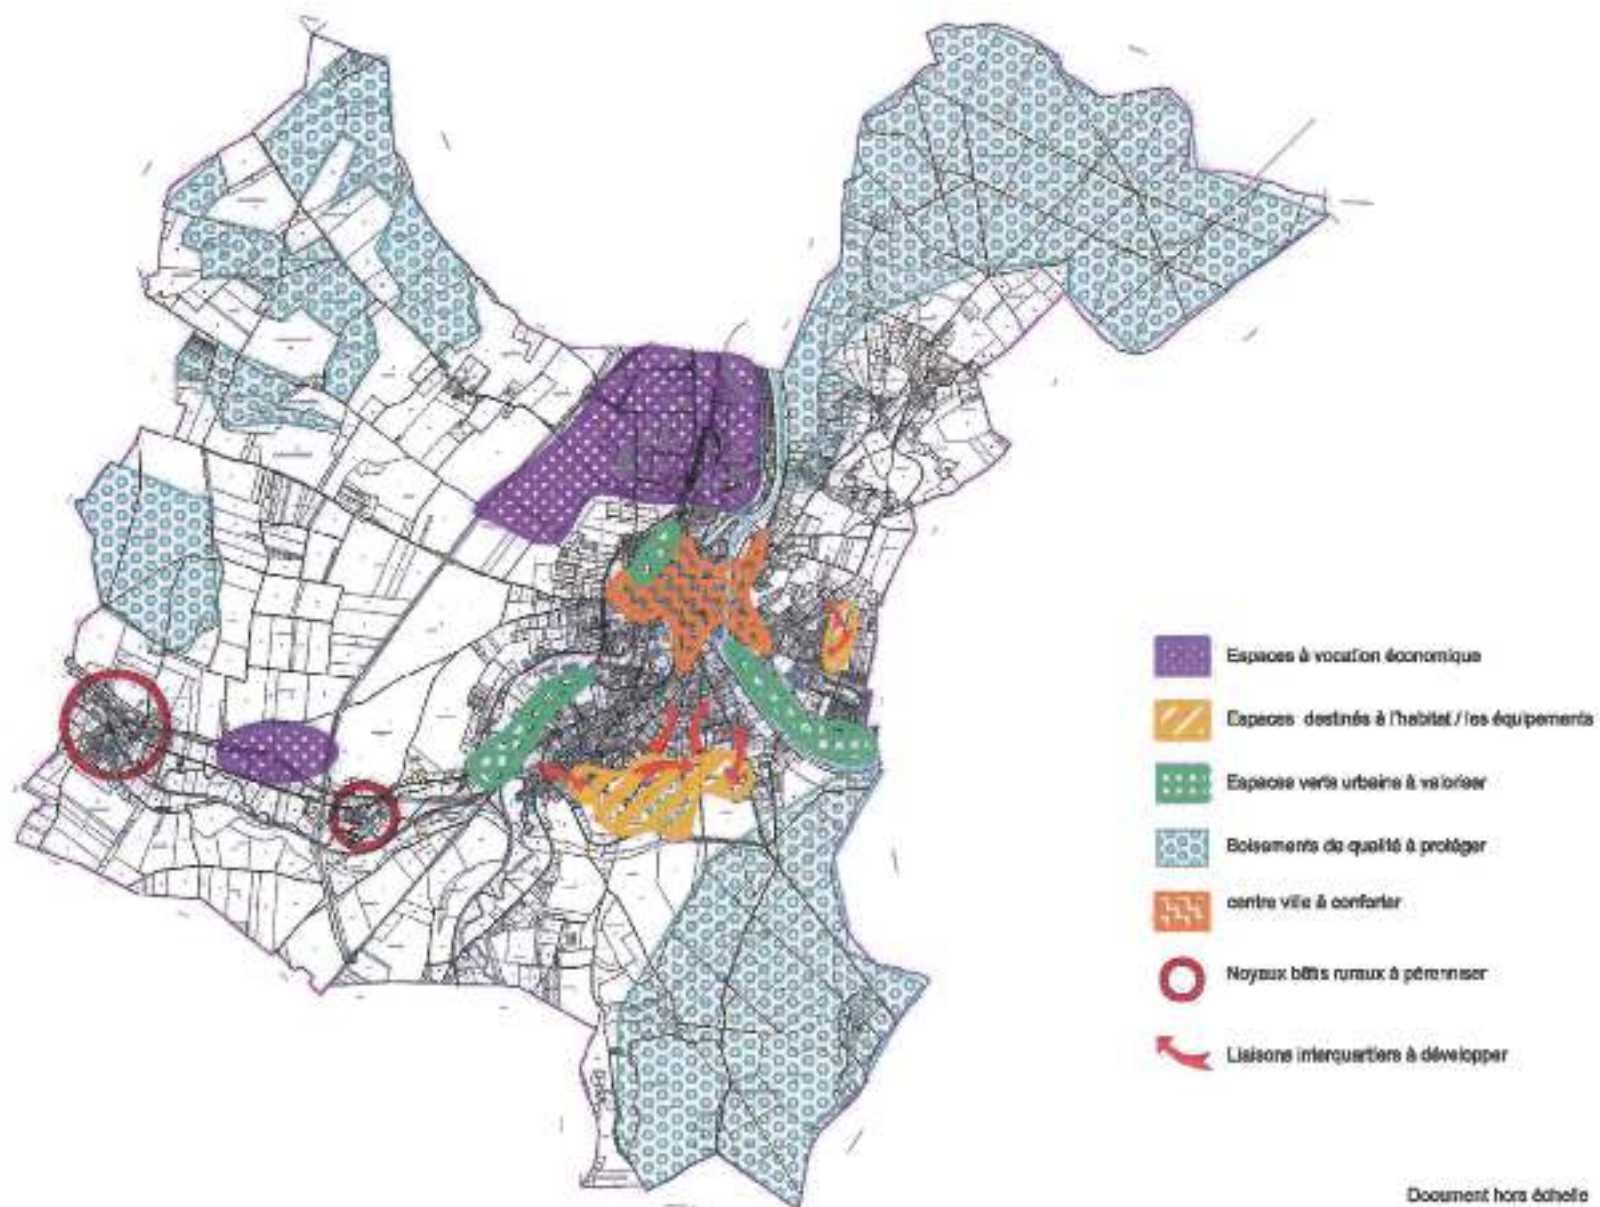 Espaces à vocation économique
Espaces destinés à l'habitat / les équipements
Espaces verts urbains à valoriser
Boisements de qualité à protéger
centre ville à conforter
Noyaux bâtis ruraux à pérenniser
Liaisons interquartiers à développer
Document hors échelle